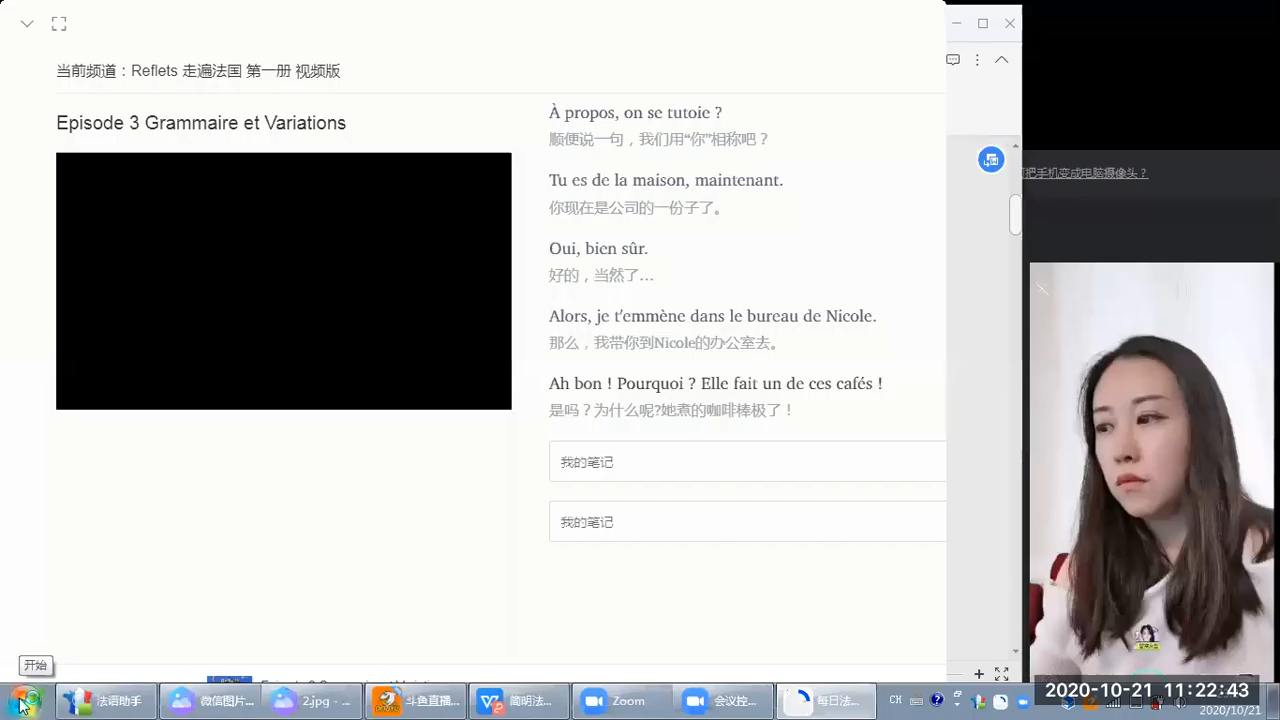 当前频道：Reflets 走遍法国 第一册 视频版
Episode 3 Grammaire et Variations
À propos, on se tutoie ?
顺便说一句，我们用“你”相称吧？
Tu es de la maison, maintenant.
你现在是公司的一份子了。
Oui, bien sûr.
好的，当然了...
Alors, je t'emmène dans le bureau de Nicole.
那么，我带你到Nicole的办公室去。
Ah bon ! Pourquoi ? Elle fait un de ces cafés !
是吗？为什么呢?她煮的咖啡棒极了！
我的笔记
我的笔记
把手机变成电脑摄像头？
开始
法语助手
微信图片...
2.jpg - ...
斗鱼直播...
简明法...
Zoom
会议控...
每日法...
CH
2020-10-21 11:22:43
2020/10/21